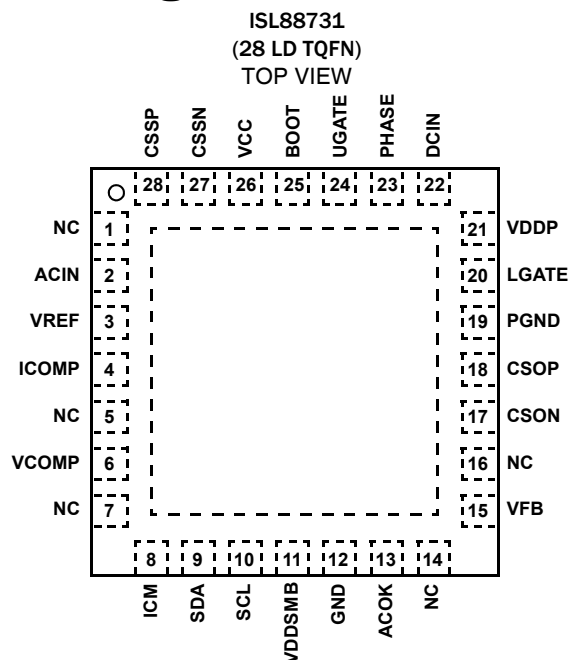 ISL88731
(28 LD TQFN)
TOP VIEW
CSSP
CSSN
VCC
BOOT
UGATE
PHASE
DCIN
28 27 26 25 24 23 22
NC 1
ACIN 2
VREF 3
ICOMP 4
NC 5
VCOMP 6
NC 7
21 VDDP
20 LGATE
19 PGND
18 CSOP
17 CSON
16 NC
15 VFB
8 9 10 11 12 13 14
ICM
SDA
SCL
VDDSMB
GND
ACOK
NC